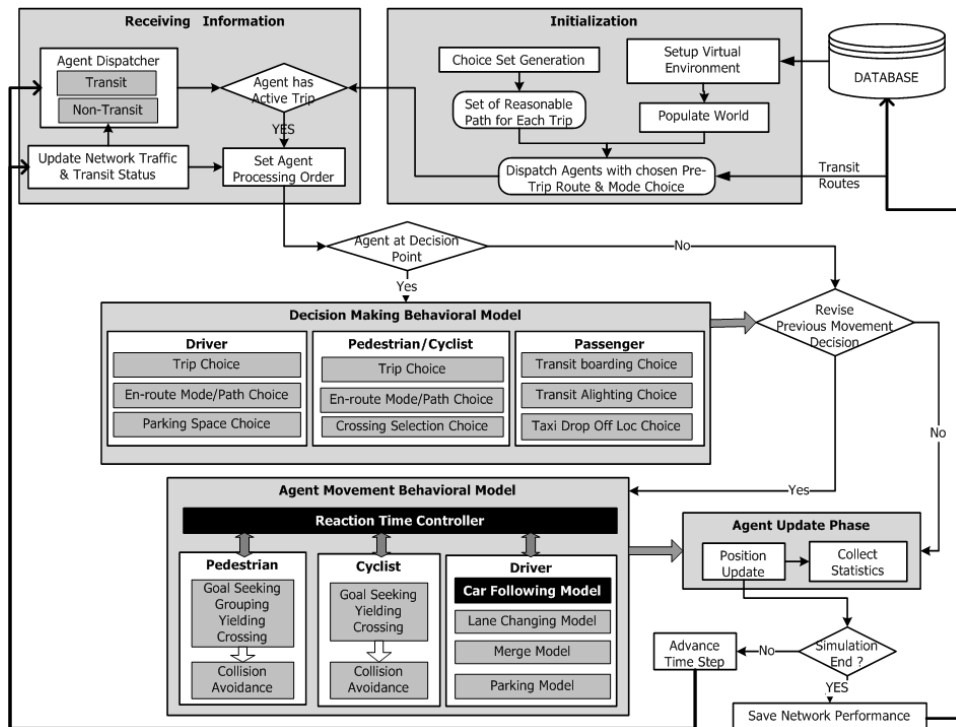 Receiving Information
Agent Dispatcher
Transit
Non-Transit
Agent has
Active Trip
YES
Update Network Traffic
& Transit Status
Set Agent
Processing Order
Initialization
Choice Set Generation
Set of Reasonable
Path for Each Trip
Setup Virtual
Environment
Populate World
Dispatch Agents with chosen Pre-
Trip Route & Mode Choice
DATABASE
Transit
Routes
Agent at Decision
Point
No
Yes
Decision Making Behavioral Model
Driver
Trip Choice
En-route Mode/Path Choice
Parking Space Choice
Pedestrian/Cyclist
Trip Choice
En-route Mode/Path Choice
Crossing Selection Choice
Passenger
Transit boarding Choice
Transit Alighting Choice
Taxi Drop Off Loc Choice
Revise
Previous Movement
Decision
No
Yes
Agent Movement Behavioral Model
Reaction Time Controller
Pedestrian
Goal Seeking
Grouping
Yielding
Crossing
Collision
Avoidance
Cyclist
Goal Seeking
Yielding
Crossing
Collision
Avoidance
Driver
Car Following Model
Lane Changing Model
Merge Model
Parking Model
Agent Update Phase
Position
Update
Collect
Statistics
Simulation
End ?
No
Advance
Time Step
YES
Save Network Performance